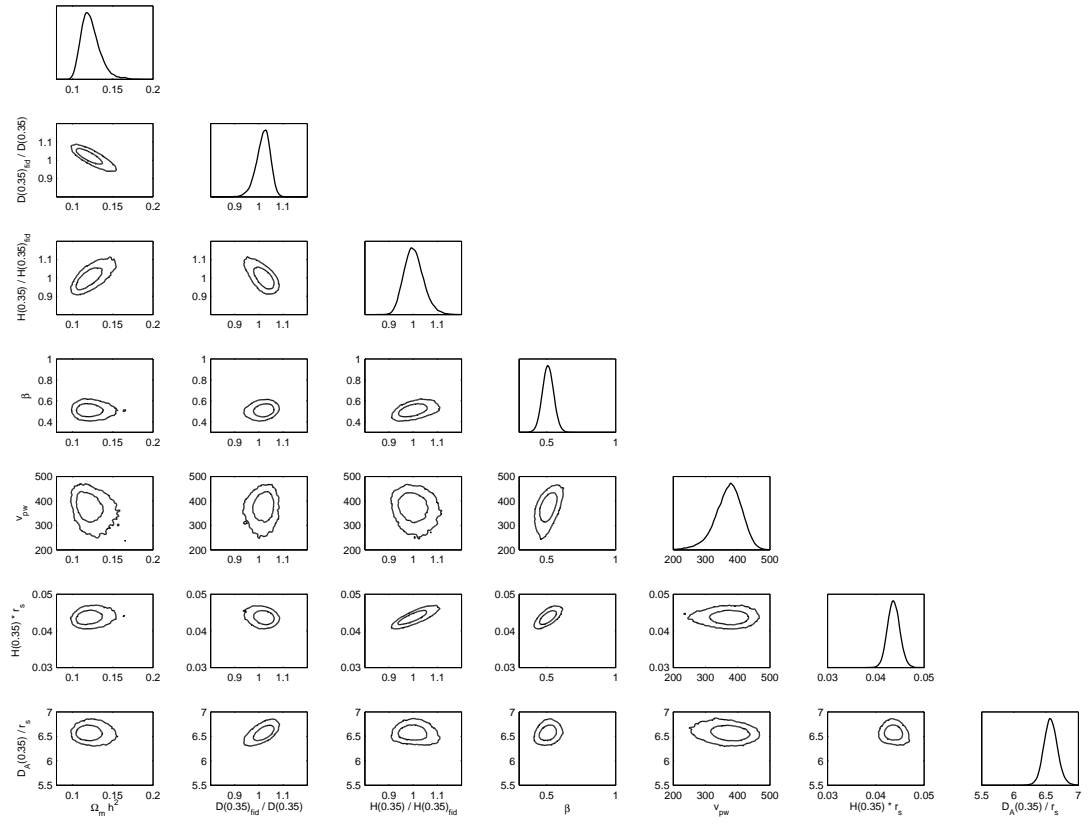 0.1 0.15 0.2
D(0.35)fid / D(0.35)
1.1
1
0.9
0.1 0.15 0.2
0.9 1 1.1
H(0.35) / H(0.35)fid
1.1
1
0.9
0.1 0.15 0.2
1.1
1
0.9
0.9 1 1.1
0.9 1 1.1
β
1
0.8
0.6
0.4
0.1 0.15 0.2
1
0.8
0.6
0.4
0.9 1 1.1
1
0.8
0.6
0.4
0.9 1 1.1
0.5 1
vpw
500
400
300
200
0.1 0.15 0.2
500
400
300
200
0.9 1 1.1
500
400
300
200
0.9 1 1.1
500
400
300
200
0.5 1
200 300 400 500
H(0.35) * rs
0.05
0.04
0.03
0.1 0.15 0.2
0.05
0.04
0.03
0.9 1 1.1
0.05
0.04
0.03
0.9 1 1.1
0.05
0.04
0.03
0.5 1
0.05
0.04
0.03
200 300 400 500
0.03 0.04 0.05
DA(0.35) / rs
7
6.5
6
5.5
0.1 0.15 0.2
Ωm h2
7
6.5
6
5.5
0.9 1 1.1
D(0.35)fid / D(0.35)
7
6.5
6
5.5
0.9 1 1.1
H(0.35) / H(0.35)fid
7
6.5
6
5.5
0.5 1
β
7
6.5
6
5.5
200 300 400 500
vpw
7
6.5
6
5.5
0.03 0.04 0.05
H(0.35) * rs
5.5 6 6.5 7
DA(0.35) / rs